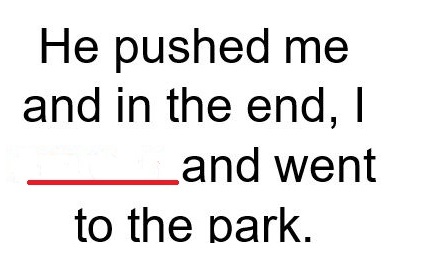 He pushed me
and in the end, I
and went
to the park.